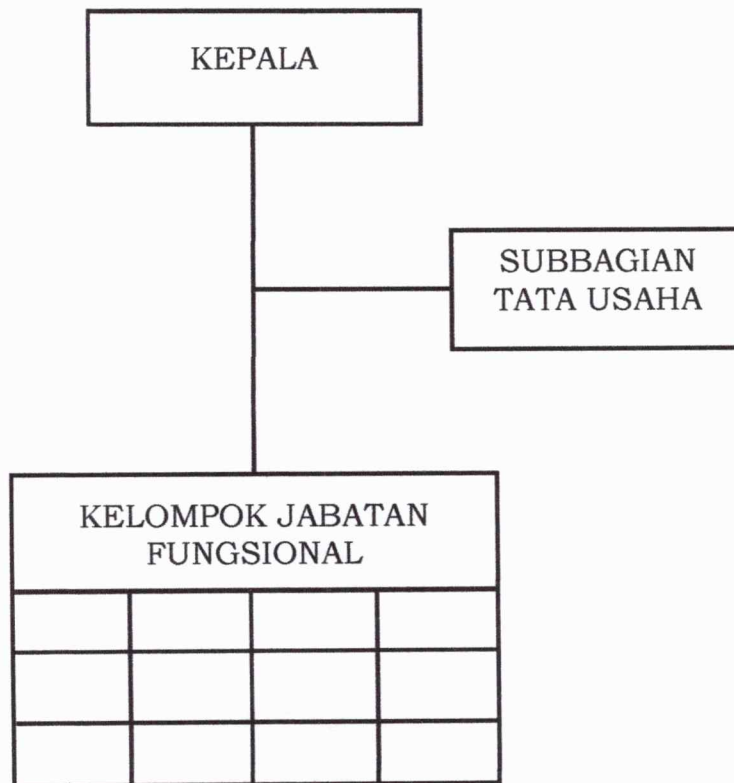 KEPALA
SUBBAGIAN
TATA USAHA
KELOMPOK JABATAN
FUNGSIONAL